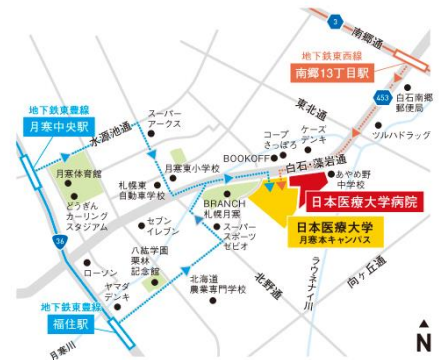 3
南郷通
地下鉄東西線
南郷13丁目駅
453
白石南郷
郵便局
東北通
ツルハドラッグ
地下鉄東豊線
月寒中央駅
水源池通
スーパー
アークス
コープ
さっぽろ
ケーズ
デンキ
BOOKOFF
白石・藻岩通
月寒東小学校
月寒体育館
札幌東
自動車学校
どうぎん
カーリング
スタジアム
あやめ野
中学校
日本医療大学病院
BRANCH
札幌月寒
日本医療大学
月寒本キャンパス
セブン
イレブン
スーパー
スポーツ
ゼビオ
36
八紘学園
栗林
記念館
ラウネナイ川
向ヶ丘通
北野通
ローソン
ヤマダ
デンキ
北海道
農業専門学校
地下鉄東豊線
福住駅
月寒川
N